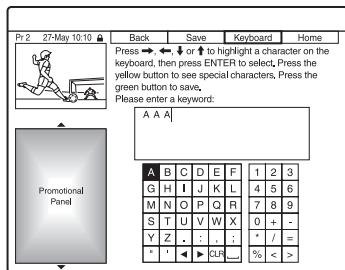 Pr 2 27-May 10:10 Back Save Keyboard Home
Press ➡, ⬅, ⬇ or ⬆ to highlight a character on the
keyboard, then press ENTER to select. Press the
yellow button to see special characters. Press the
green button to save.
Please enter a keyword:
A A A
A B C D E F 1 2 3
G H I J K L 4 5 6
M N O P Q R 7 8 9
S T U V W X 0 + -
Y Z . : , ; * / =
" ' ◀ ▶ CLR ⎵ % < >
Promotional
Panel